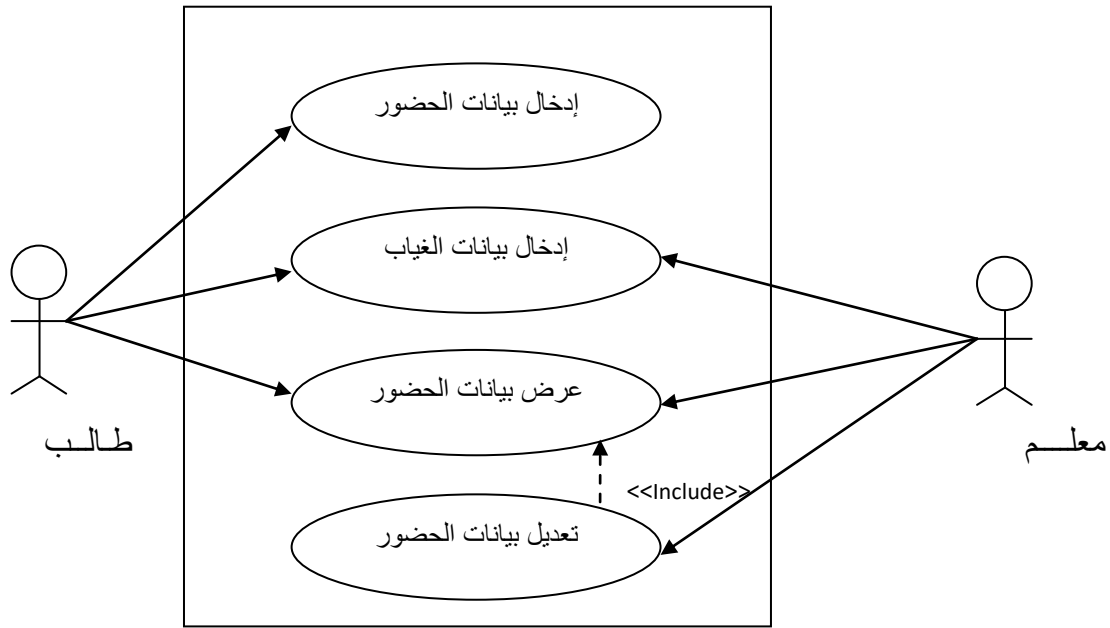 إدخال بيانات الحضور
إدخال بيانات الغياب
عرض بيانات الحضور
طالب
معلم
<<Include>>
تعديل بيانات الحضور